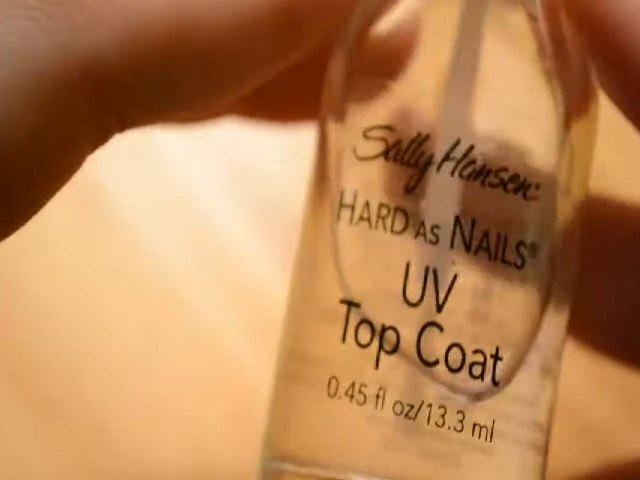 Sally Hansen
HARD AS NAILS®
UV
Top Coat
0.45 fl oz/13.3 ml